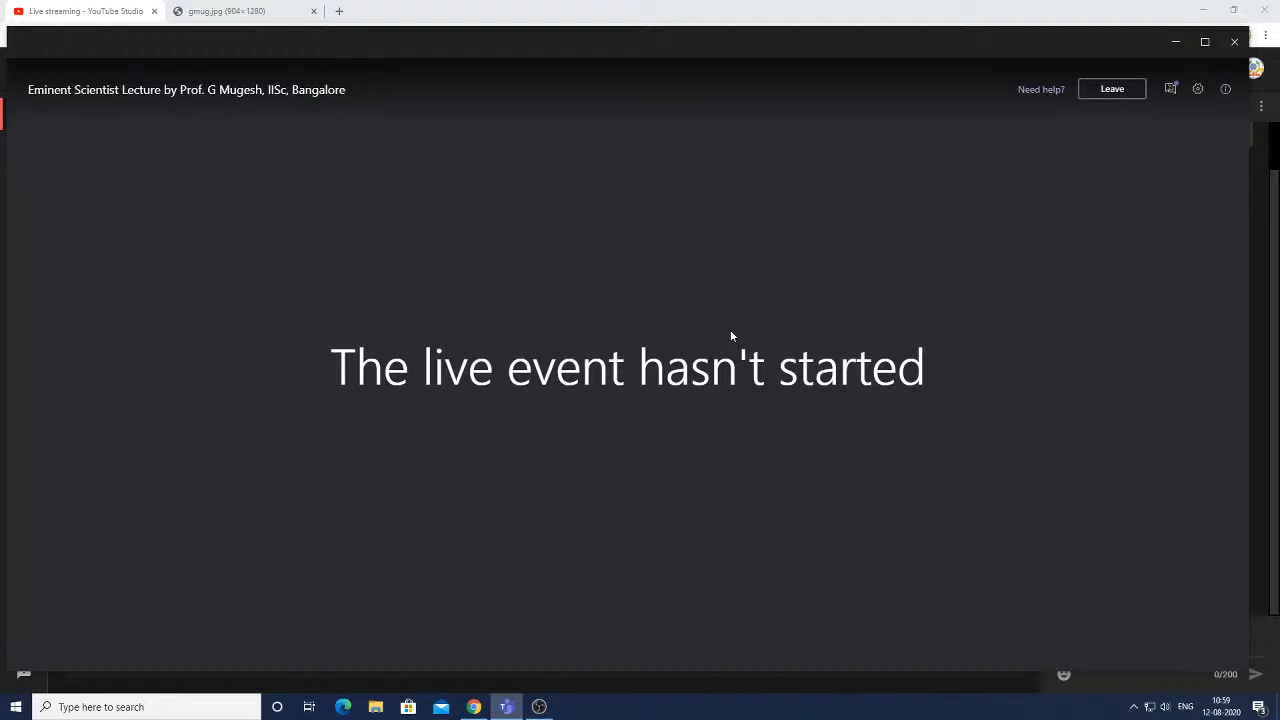 Live streaming - YouTube Studio
gmug.jpg (904×1280)
Eminent Scientist Lecture by Prof. G Mugesh, IISc, Bangalore
Need help?
Leave
The live event hasn't started
0/200
Type here to search
ENG
10:59
12-08-2020
3